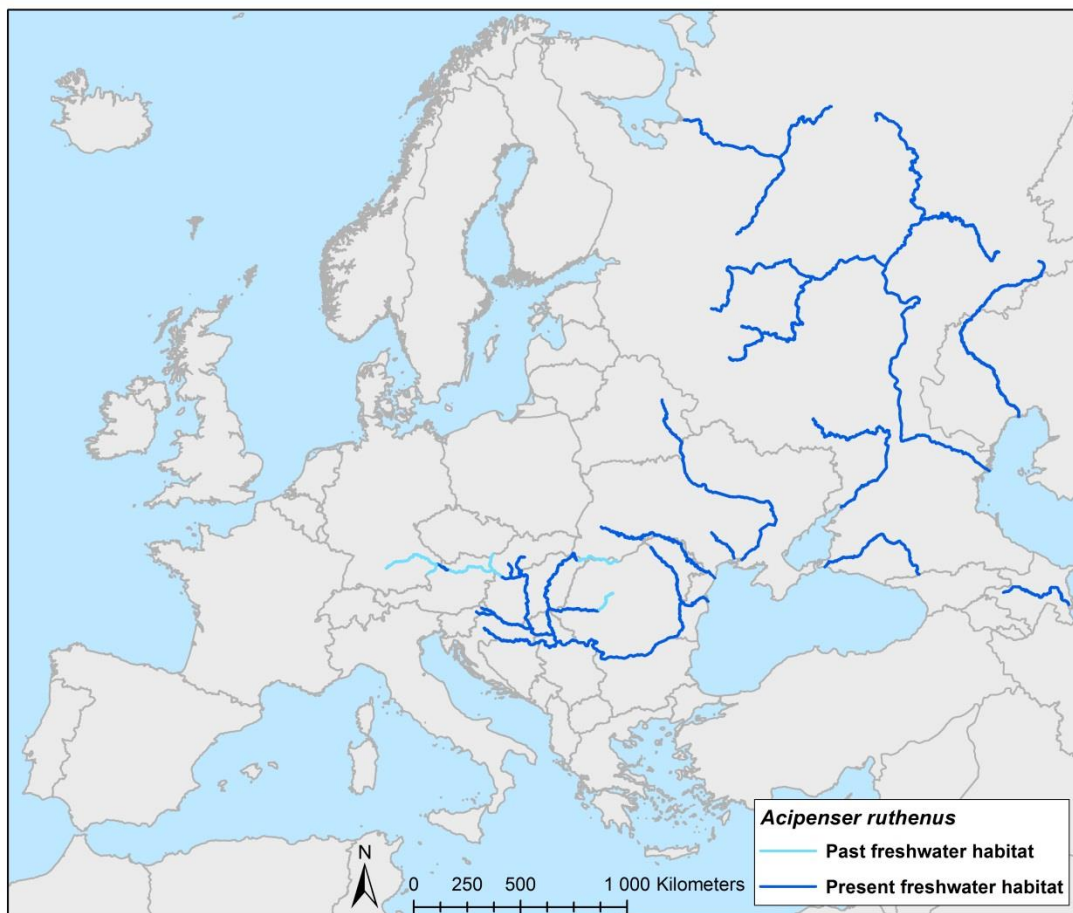 Acipenser ruthenus
Past freshwater habitat
Present freshwater habitat
N
0 250 500 1 000 Kilometers